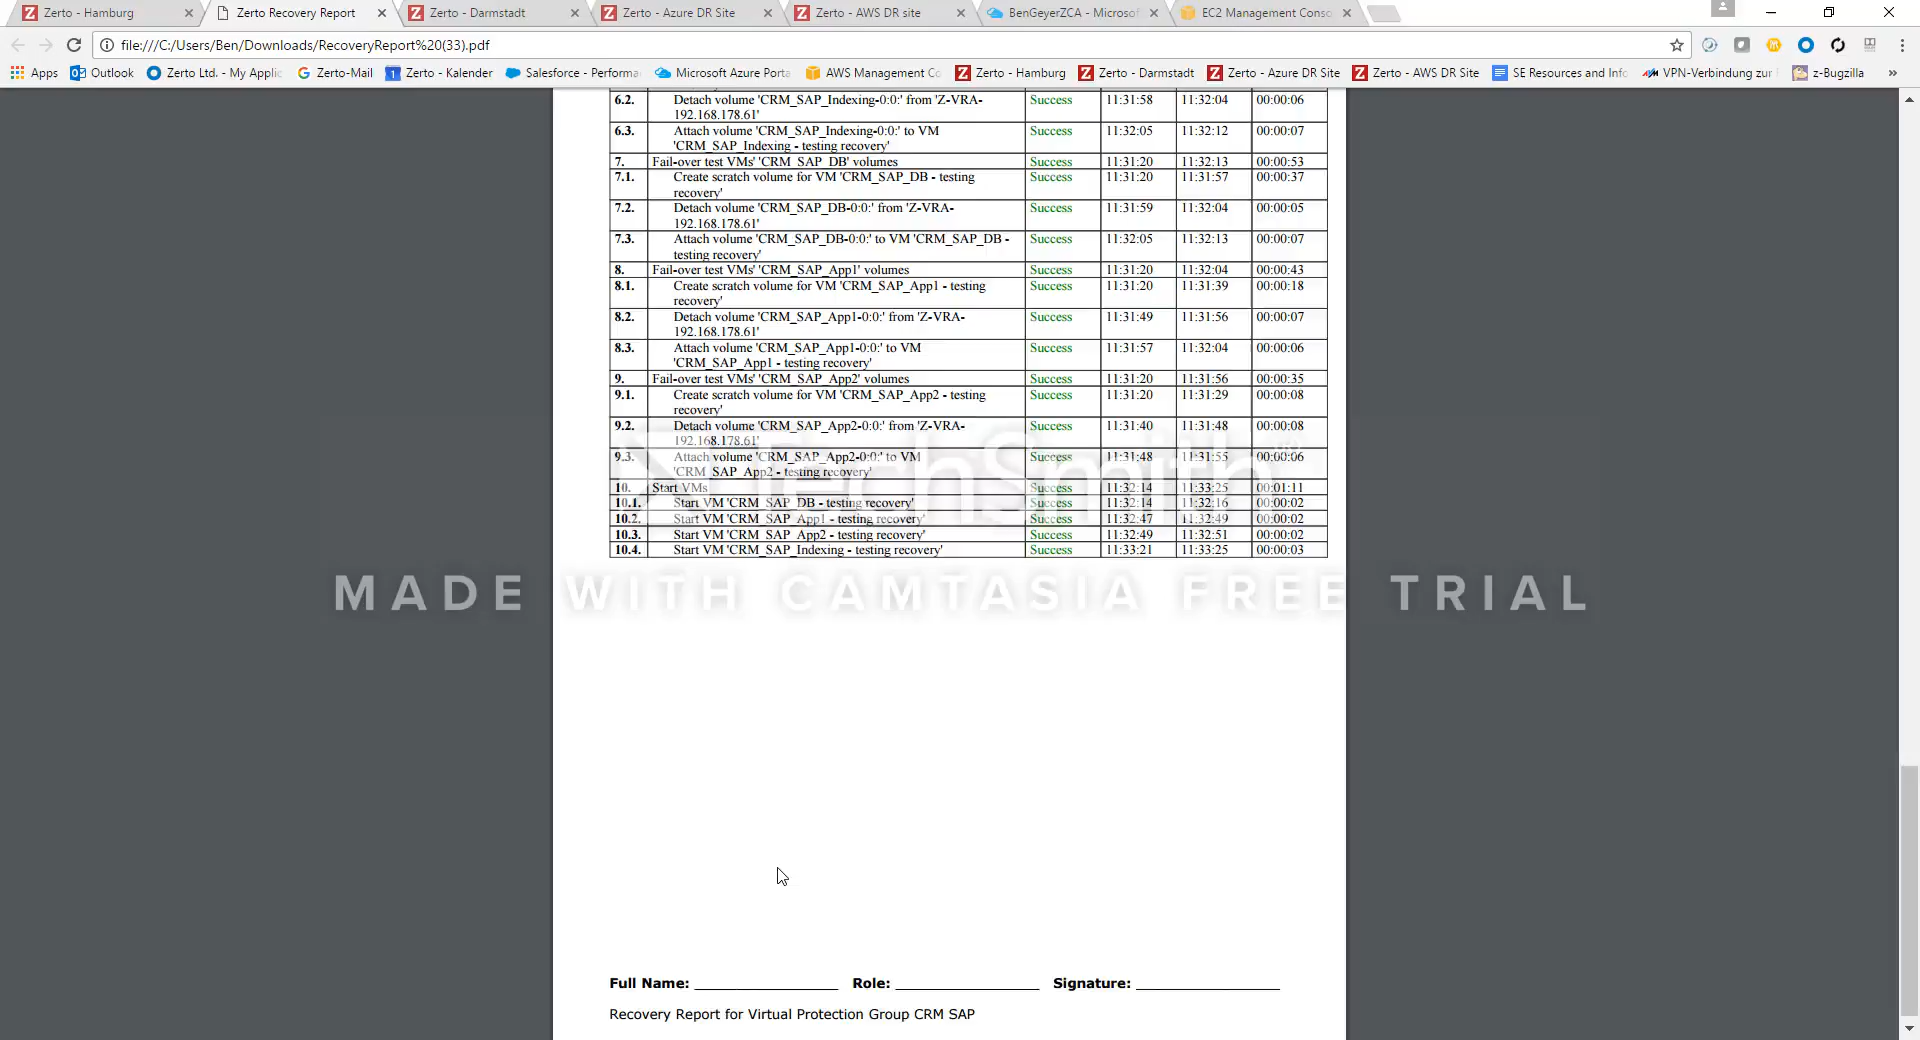 Zerto - Hamburg
Zerto Recovery Report
Zerto - Darmstadt
Zerto - Azure DR Site
Zerto - AWS DR site
BenGeyerZCA - Microsof
EC2 Management Conso
file:///C:/Users/Ben/Downloads/RecoveryReport%20(33).pdf
Apps Outlook Zerto Ltd. - My Applic Zerto-Mail Zerto - Kalender Salesforce - Performa Microsoft Azure Porta AWS Management Co Zerto - Hamburg Zerto - Darmstadt Zerto - Azure DR Site Zerto - AWS DR Site SE Resources and Info VPN-Verbindung zur z-Bugzilla »
6.2. Detach volume 'CRM_SAP_Indexing-0:0:' from 'Z-VRA- Success 11:31:58 11:32:04 00:00:06
192.168.178.61'
6.3. Attach volume 'CRM_SAP_Indexing-0:0:' to VM Success 11:32:05 11:32:12 00:00:07
'CRM_SAP_Indexing - testing recovery'
7. Fail-over test VMs' 'CRM_SAP_DB' volumes Success 11:31:20 11:32:13 00:00:53
7.1. Create scratch volume for VM 'CRM_SAP_DB - testing Success 11:31:20 11:31:57 00:00:37
recovery'
7.2. Detach volume 'CRM_SAP_DB-0:0:' from 'Z-VRA- Success 11:31:59 11:32:04 00:00:05
192.168.178.61'
7.3. Attach volume 'CRM_SAP_DB-0:0:' to VM 'CRM_SAP_DB - Success 11:32:05 11:32:13 00:00:07
testing recovery'
8. Fail-over test VMs' 'CRM_SAP_App1' volumes Success 11:31:20 11:32:04 00:00:43
8.1. Create scratch volume for VM 'CRM_SAP_App1 - testing Success 11:31:20 11:31:39 00:00:18
recovery'
8.2. Detach volume 'CRM_SAP_App1-0:0:' from 'Z-VRA- Success 11:31:49 11:31:56 00:00:07
192.168.178.61'
8.3. Attach volume 'CRM_SAP_App1-0:0:' to VM Success 11:31:57 11:32:04 00:00:06
'CRM_SAP_App1 - testing recovery'
9. Fail-over test VMs' 'CRM_SAP_App2' volumes Success 11:31:20 11:31:56 00:00:35
9.1. Create scratch volume for VM 'CRM_SAP_App2 - testing Success 11:31:20 11:31:29 00:00:08
recovery'
9.2. Detach volume 'CRM_SAP_App2-0:0:' from 'Z-VRA- Success 11:31:40 11:31:48 00:00:08
192.168.178.61'
9.3. Attach volume 'CRM_SAP_App2-0:0:' to VM Success 11:31:48 11:31:55 00:00:06
'CRM_SAP_App2 - testing recovery'
TechSmith
10. Start VMs Success 11:32:14 11:33:25 00:01:11
10.1. Start VM 'CRM_SAP_DB - testing recovery' Success 11:32:14 11:32:16 00:00:02
10.2. Start VM 'CRM_SAP_App1 - testing recovery' Success 11:32:47 11:32:49 00:00:02
10.3. Start VM 'CRM_SAP_App2 - testing recovery' Success 11:32:49 11:32:51 00:00:02
10.4. Start VM 'CRM_SAP_Indexing - testing recovery' Success 11:33:21 11:33:25 00:00:03
MADE WITH CAMTASIA FREE TRIAL
Full Name: __________________ Role: __________________ Signature: __________________
Recovery Report for Virtual Protection Group CRM SAP